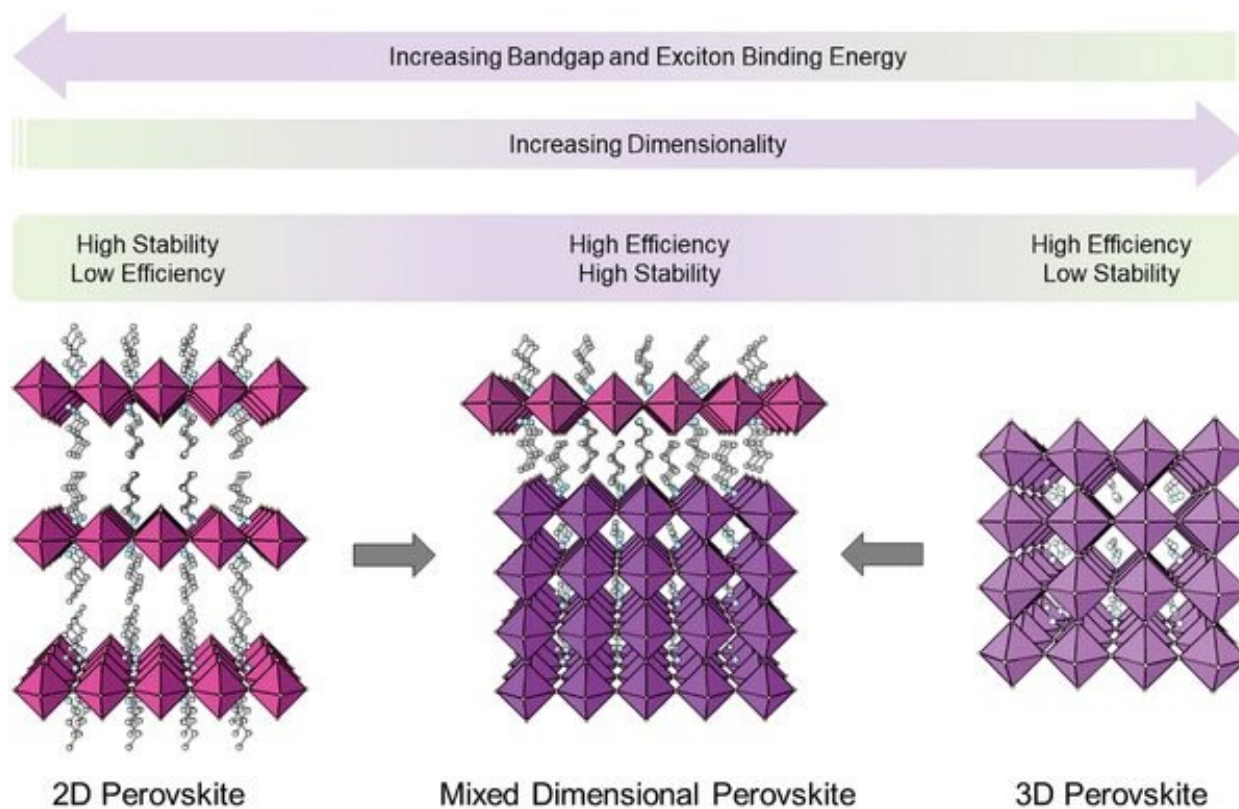 Increasing Bandgap and Exciton Binding Energy
Increasing Dimensionality
High Stability
Low Efficiency
High Efficiency
High Stability
High Efficiency
Low Stability
2D Perovskite
Mixed Dimensional Perovskite
3D Perovskite